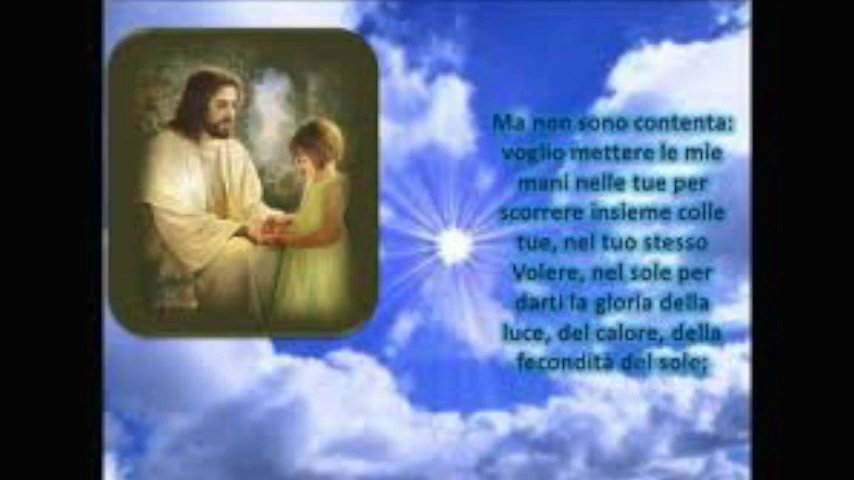 Ma non sono contenta:
voglio mettere le mie
mani nelle tue per
scorrere insieme colle
tue, nel tuo stesso
Volere, nel sole per
darti la gloria della
luce, del calore, della
fecondità del sole;